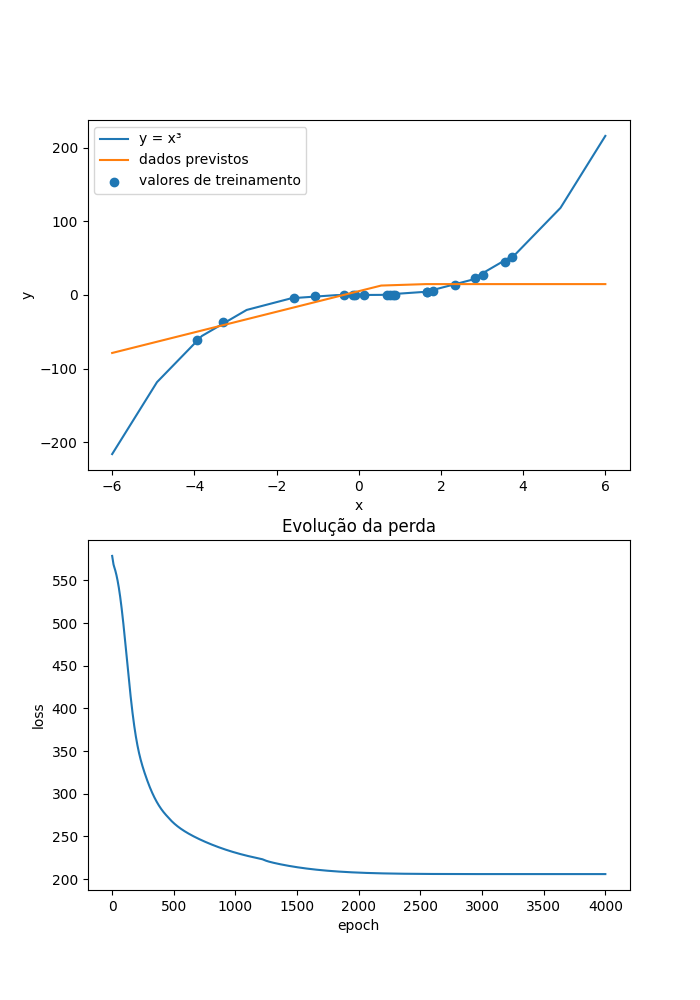 y = x³
dados previstos
valores de treinamento
200
100
0
−100
−200
y
−6 −4 −2 0 2 4 6
x
Evolução da perda
550
500
450
400
350
300
250
200
loss
0 500 1000 1500 2000 2500 3000 3500 4000
epoch